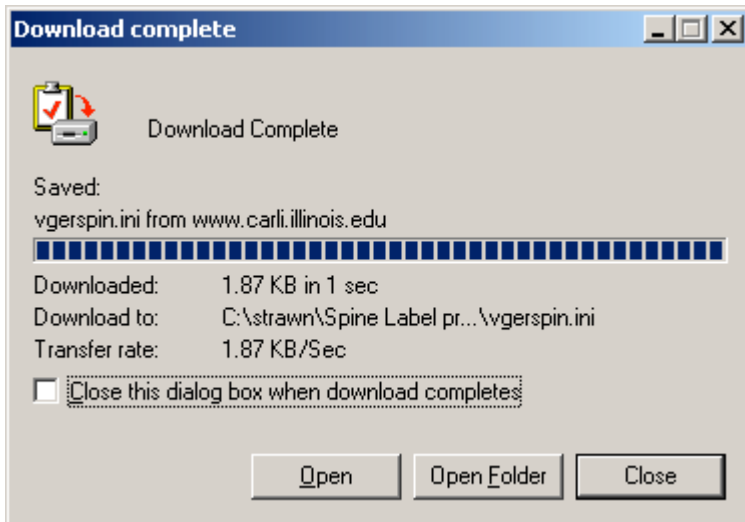 Download complete
Download Complete
Saved:
vgerspin.ini from www.carli.illinois.edu
Downloaded: 1.87 KB in 1 sec
Download to: C:\strawn\Spine Label pr...\vgerspin.ini
Transfer rate: 1.87 KB/Sec
Close this dialog box when download completes
Open Open Folder Close